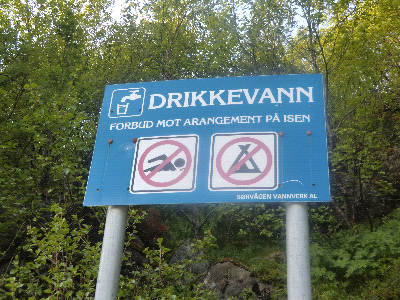 DRIKKEVANN
FORBUD MOT ARANGEMENT PÅ ISEN
SØRVÅGEN VANNVERK AL